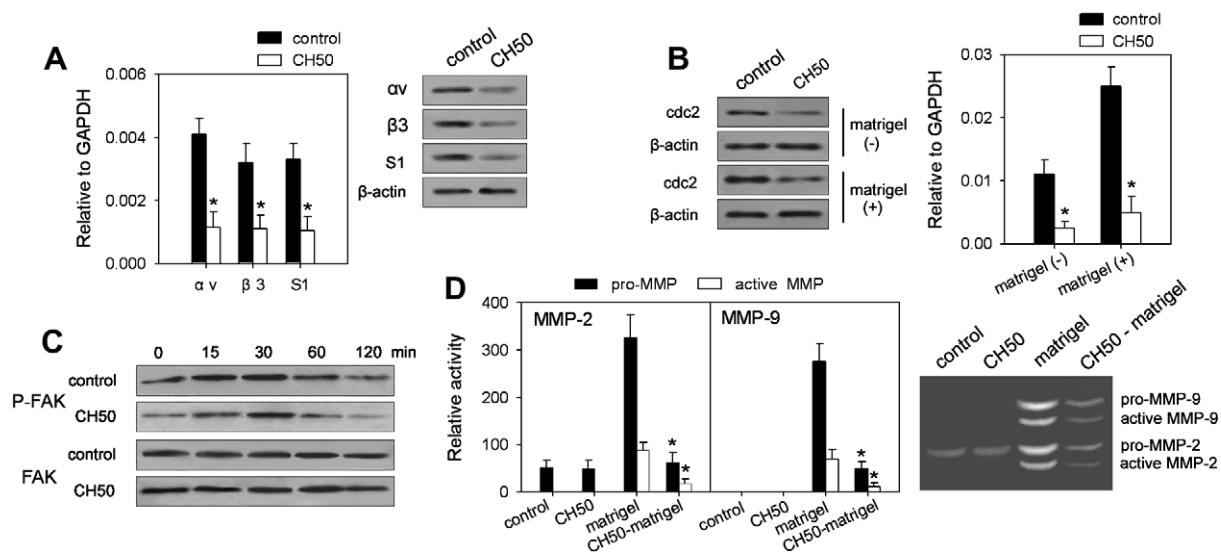 A
control
CH50
Relative to GAPDH
0.006
0.004
0.002
0.000
*
*
*
α v
β 3
S1
control
CH50
αv
β3
S1
β-actin
B
control
CH50
cdc2
β-actin
matrigel
(-)
cdc2
β-actin
matrigel
(+)
control
CH50
Relative to GAPDH
0.03
0.02
0.01
0.00
*
*
matrigel (-)
matrigel (+)
C
0 15 30 60 120 min
P-FAK
control
CH50
FAK
control
CH50
D
pro-MMP
active MMP
Relative activity
400
300
200
100
0
MMP-2
MMP-9
*
*
*
*
control
CH50
matrigel
CH50-matrigel
control
CH50
matrigel
CH50-matrigel
control
CH50
matrigel
CH50 - matrigel
pro-MMP-9
active MMP-9
pro-MMP-2
active MMP-2